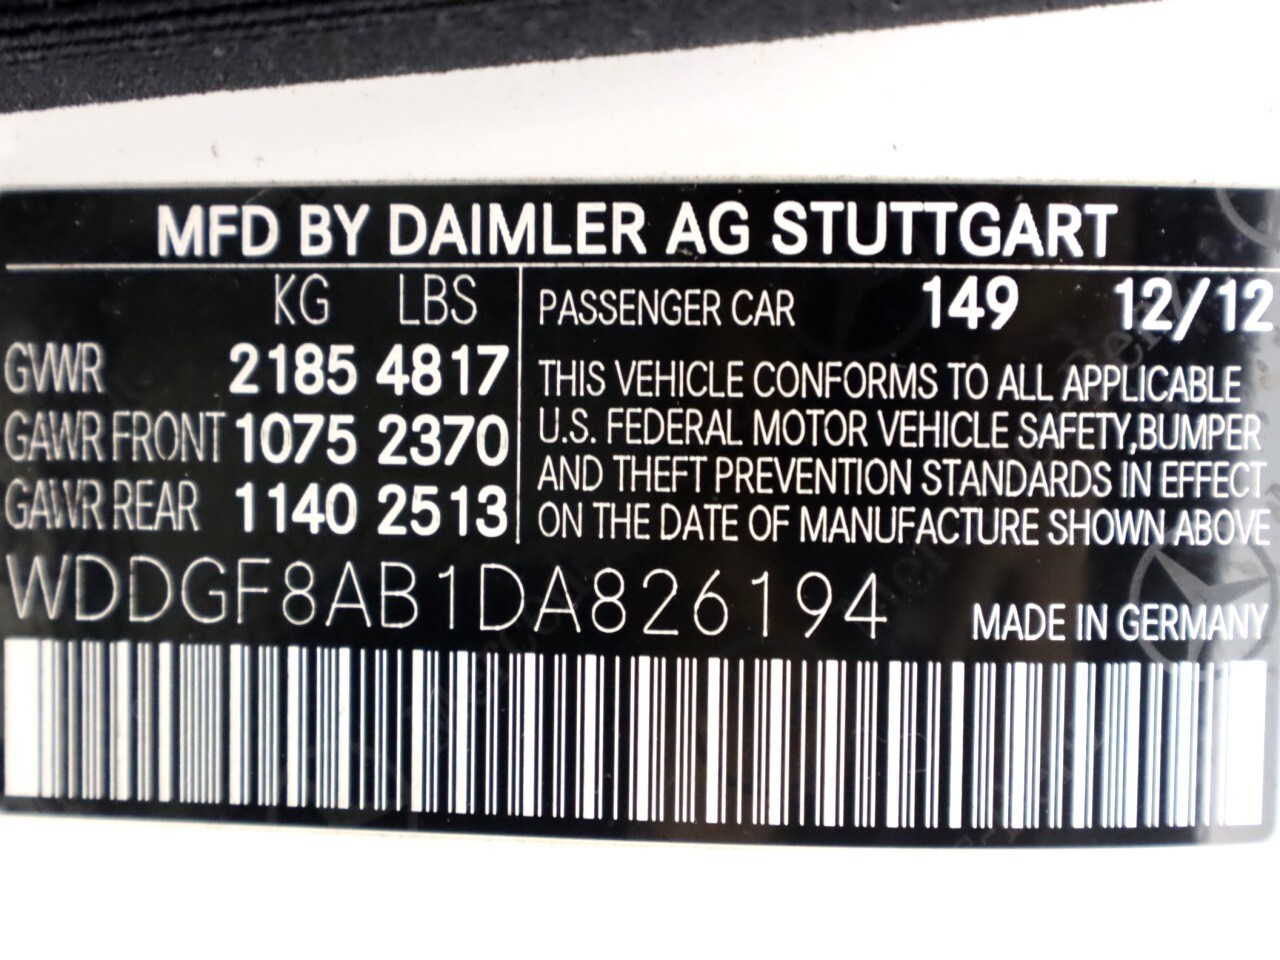 MFD BY DAIMLER AG STUTTGART
KG LBS
GVWR 2185 4817
GAWR FRONT 1075 2370
GAWR REAR 1140 2513
PASSENGER CAR 149 12/12
THIS VEHICLE CONFORMS TO ALL APPLICABLE
U.S. FEDERAL MOTOR VEHICLE SAFETY,BUMPER
AND THEFT PREVENTION STANDARDS IN EFFECT
ON THE DATE OF MANUFACTURE SHOWN ABOVE
WDDGF8AB1DA826194
MADE IN GERMANY